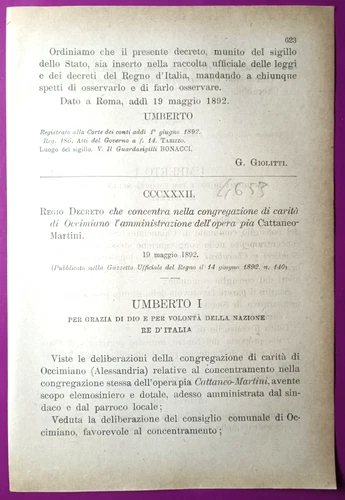 623
Ordiniamo che il presente decreto, munito del sigillo
dello Stato, sia inserto nella raccolta ufficiale delle leggi
e dei decreti del Regno d'Italia, mandando a chiunque
spetti di osservarlo e di farlo osservare.
Dato a Roma, addì 19 maggio 1892.
UMBERTO
Registrato alla Corte dei conti addì 1° giugno 1892.
Reg. 186, Atti del Governo a f. 14. TARIZZO.
Luogo del sigillo. V. Il Guardasigilli BONACCI.
G. GIOLITTI.
CCCXXXII.
REGIO DECRETO che concentra nella congregazione di carità
di Occimiano l'amministrazione dell'opera pia Cattaneo-
Martini.
19 maggio 1892.
(Pubblicato nella Gazzetta Ufficiale del Regno il 14 giugno 1892 n. 140)
UMBERTO I
PER GRAZIA DI DIO E PER VOLONTÀ DELLA NAZIONE
RE D'ITALIA
Viste le deliberazioni della congregazione di carità di
Occimiano (Alessandria) relative al concentramento nella
congregazione stessa dell'opera pia Cattaneo-Martini, avente
scopo elemosiniero e dotale, adesso amministrata dal sin-
daco e dal parroco locale;
Veduta la deliberazione del consiglio comunale di Oc-
cimiano, favorevole al concentramento;